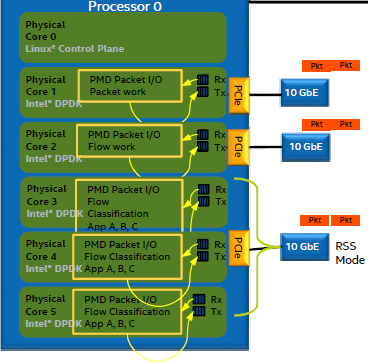 Processor 0
Physical
Core 0
Linux* Control Plane
Physical
Core 1
Intel® DPDK
PMD Packet I/O
Packet work
Rx
Tx
PCIe
10 GbE
Pkt Pkt
Physical
Core 2
Intel® DPDK
PMD Packet I/O
Flow work
Rx
Tx
PCIe
10 GbE
Pkt Pkt
Physical
Core 3
Intel® DPDK
PMD Packet I/O
Flow
Classification
App A, B, C
Rx
Tx
Physical
Core 4
Intel® DPDK
PMD Packet I/O
Flow Classification
App A, B, C
Rx
Tx
PCIe
10 GbE
Pkt Pkt
RSS
Mode
Physical
Core 5
Intel® DPDK
PMD Packet I/O
Flow Classification
App A, B, C
Rx
Tx